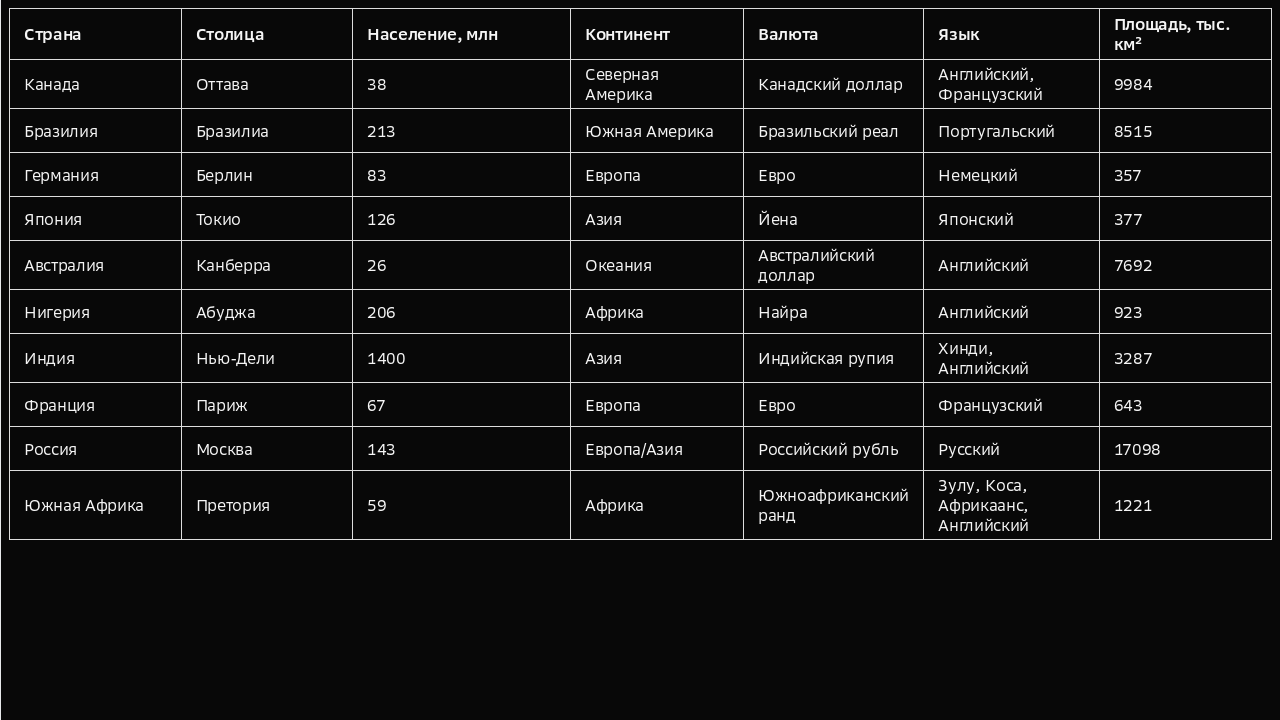 Страна Столица Население, млн Континент Валюта Язык Площадь, тыс. км²
Канада Оттава 38 Северная Америка Канадский доллар Английский, Французский 9984
Бразилия Бразилиа 213 Южная Америка Бразильский реал Португальский 8515
Германия Берлин 83 Европа Евро Немецкий 357
Япония Токио 126 Азия Йена Японский 377
Австралия Канберра 26 Океания Австралийский доллар Английский 7692
Нигерия Абуджа 206 Африка Найра Английский 923
Индия Нью-Дели 1400 Азия Индийская рупия Хинди, Английский 3287
Франция Париж 67 Европа Евро Французский 643
Россия Москва 143 Европа/Азия Российский рубль Русский 17098
Южная Африка Претория 59 Африка Южноафриканский ранд Зулу, Коса, Африкаанс, Английский 1221